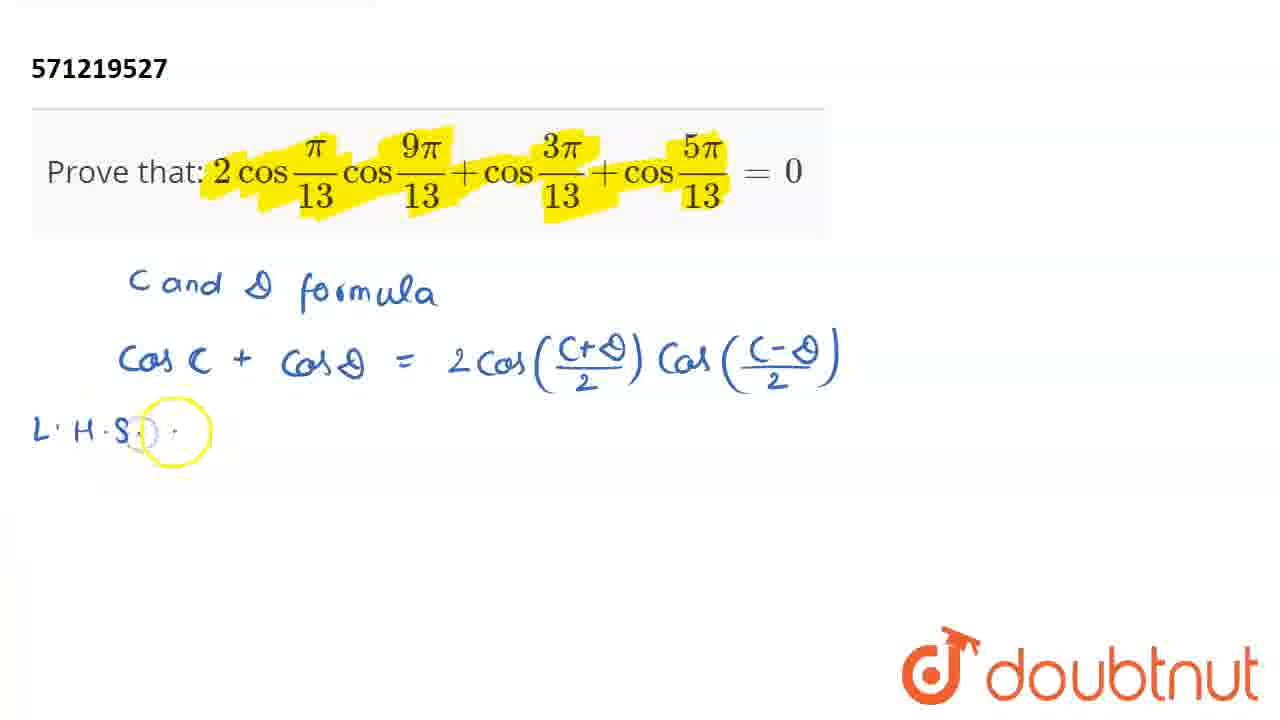 571219527
Prove that: 2 cos π/13 cos 9π/13 + cos 3π/13 + cos 5π/13 = 0
C and D formula
Cos C + Cos D = 2 Cos (C+D/2) Cos (C-D/2)
L.H.S.
doubtnut